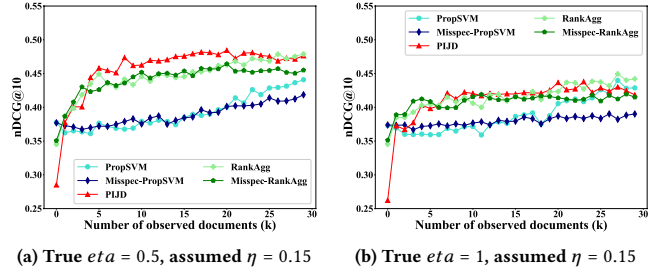 0.55
0.50
0.45
0.40
0.35
0.30
0.25
nDCG@10
PropSVM
Misspec-PropSVM
PIJD
RankAgg
Misspec-RankAgg
0 5 10 15 20 25 30
Number of observed documents (k)
(a) True eta = 0.5, assumed η = 0.15
0.55
0.50
0.45
0.40
0.35
0.30
0.25
nDCG@10
PropSVM
Misspec-PropSVM
PIJD
RankAgg
Misspec-RankAgg
0 5 10 15 20 25 30
Number of observed documents (k)
(b) True eta = 1, assumed η = 0.15